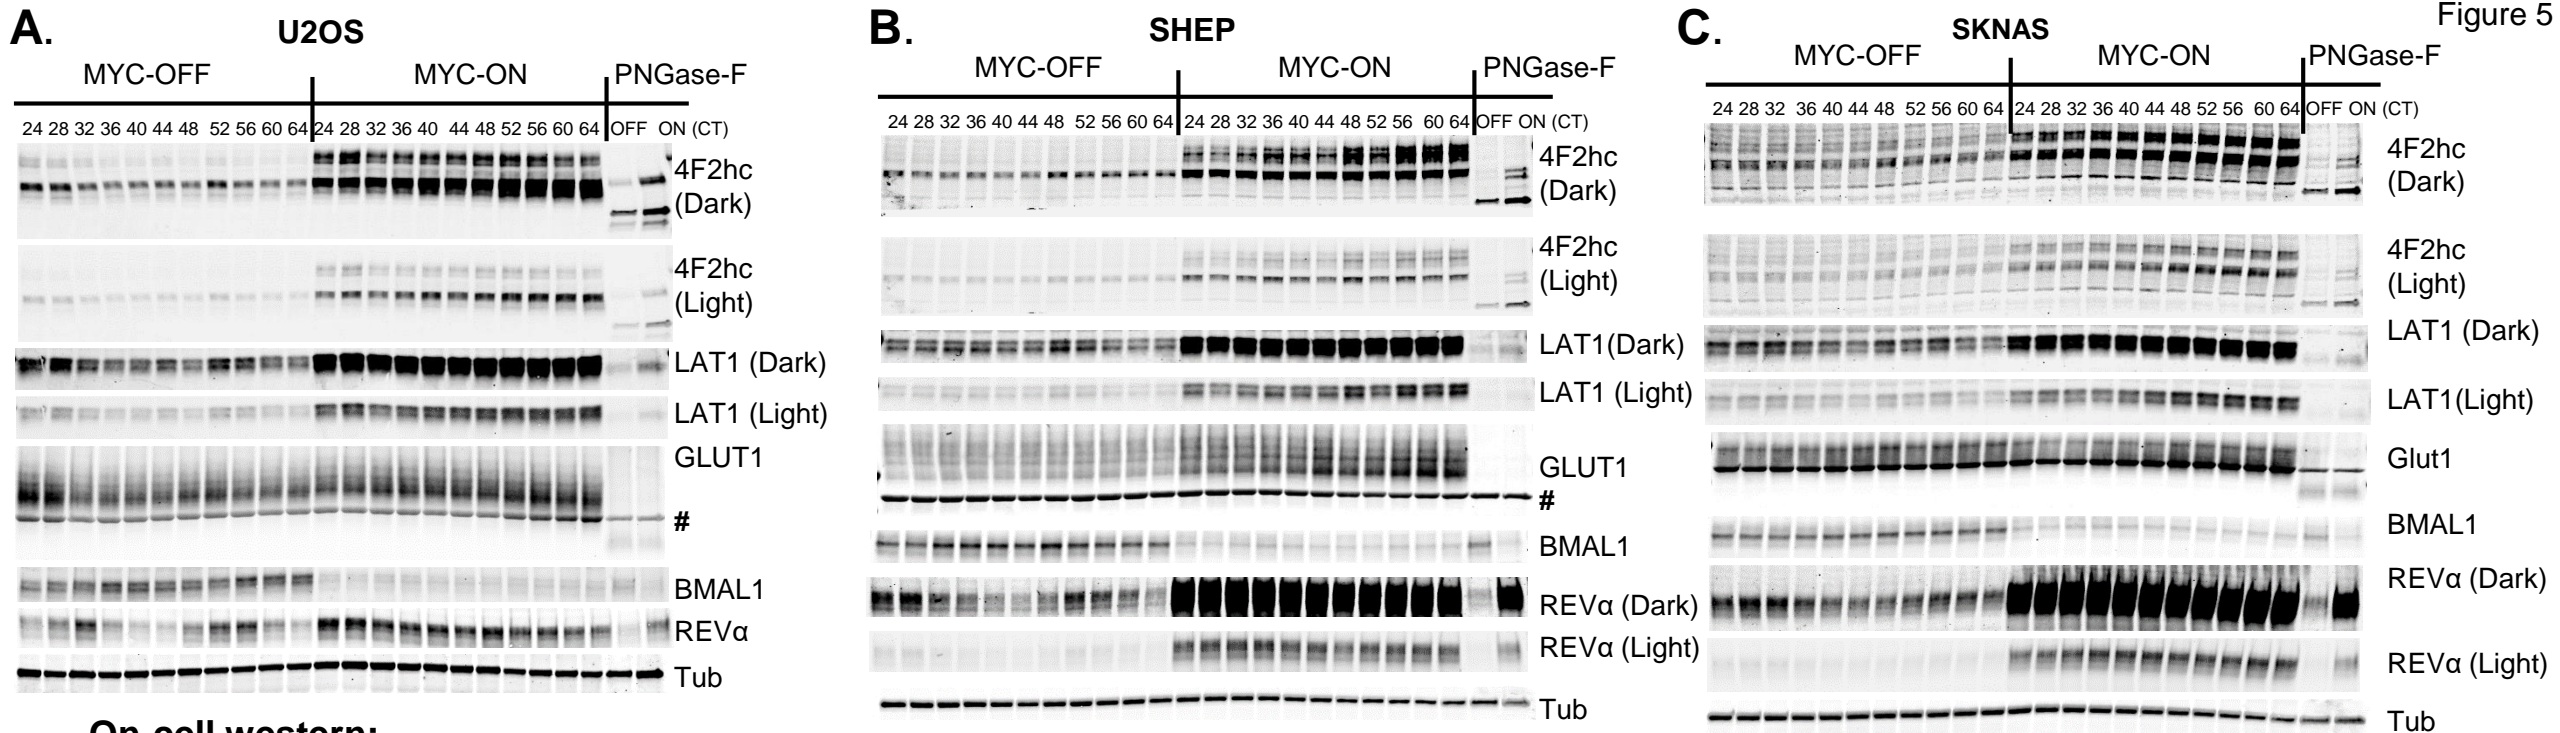 Figure 5
A.
U2OS
MYC-OFF MYC-ON PNGase-F
24 28 32 36 40 44 48 52 56 60 64 24 28 32 36 40 44 48 52 56 60 64 OFF ON (CT)
4F2hc
(Dark)
4F2hc
(Light)
LAT1 (Dark)
LAT1 (Light)
GLUT1
#
BMAL1
REVα
Tub
On-cell western:
B.
SHEP
MYC-OFF MYC-ON PNGase-F
24 28 32 36 40 44 48 52 56 60 64 24 28 32 36 40 44 48 52 56 60 64 OFF ON (CT)
4F2hc
(Dark)
4F2hc
(Light)
LAT1(Dark)
LAT1 (Light)
GLUT1
#
BMAL1
REVα (Dark)
REVα (Light)
Tub
C.
SKNAS
MYC-OFF MYC-ON PNGase-F
24 28 32 36 40 44 48 52 56 60 64 24 28 32 36 40 44 48 52 56 60 64 OFF ON (CT)
4F2hc
(Dark)
4F2hc
(Light)
LAT1 (Dark)
LAT1(Light)
Glut1
BMAL1
REVα (Dark)
REVα (Light)
Tub